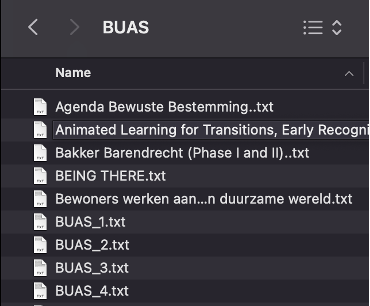 BUAS
Name
Agenda Bewuste Bestemming..txt
Animated Learning for Transitions, Early Recogni
Bakker Barendrecht (Phase I and II)..txt
BEING THERE.txt
Bewoners werken aan...n duurzame wereld.txt
BUAS_1.txt
BUAS_2.txt
BUAS_3.txt
BUAS_4.txt